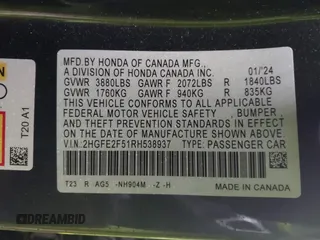 MFD.BY HONDA OF CANADA MFG.,
A DIVISION OF HONDA CANADA INC. 01/'24
GVWR 3880LBS GAWR F 2072LBS R 1840LBS
GVWR 1760KG GAWR F 940KG R 835KG
THIS VEHICLE CONFORMS TO ALL APPLICABLE
FEDERAL MOTOR VEHICLE SAFETY, BUMPER
AND THEFT PREVENTION STANDARDS IN EFFECT
ON THE DATE OF MANUFACTURE SHOWN ABOVE.
V.I.N.:2HGFE2F51RH538937 TYPE: PASSENGER CAR
T23 R AG5 -NH904M -Z -H
MADE IN CANADA
T20 A1
DREAMBID